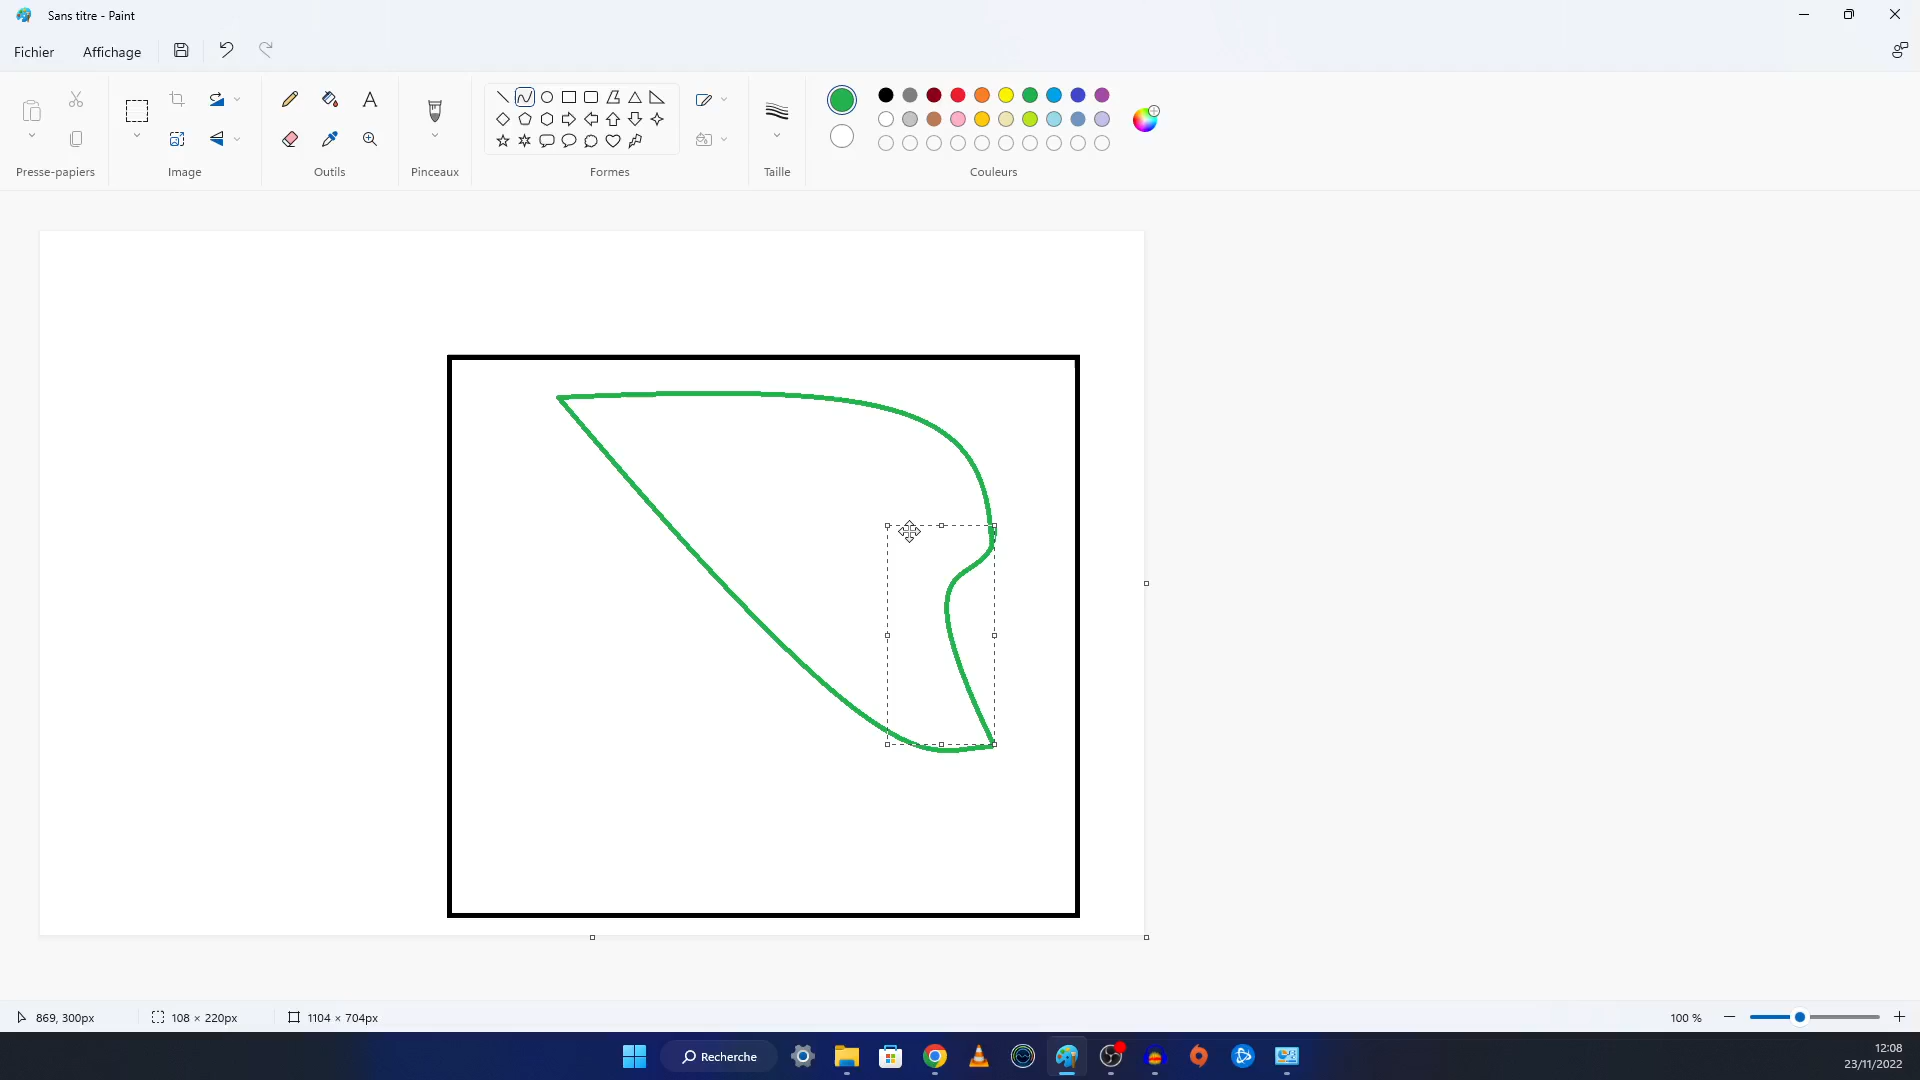 Sans titre - Paint
Fichier Affichage
Presse-papiers Image Outils Pinceaux Formes Taille Couleurs
869, 300px 108 × 220px 1104 × 704px 100 %
Recherche
12:08
23/11/2022